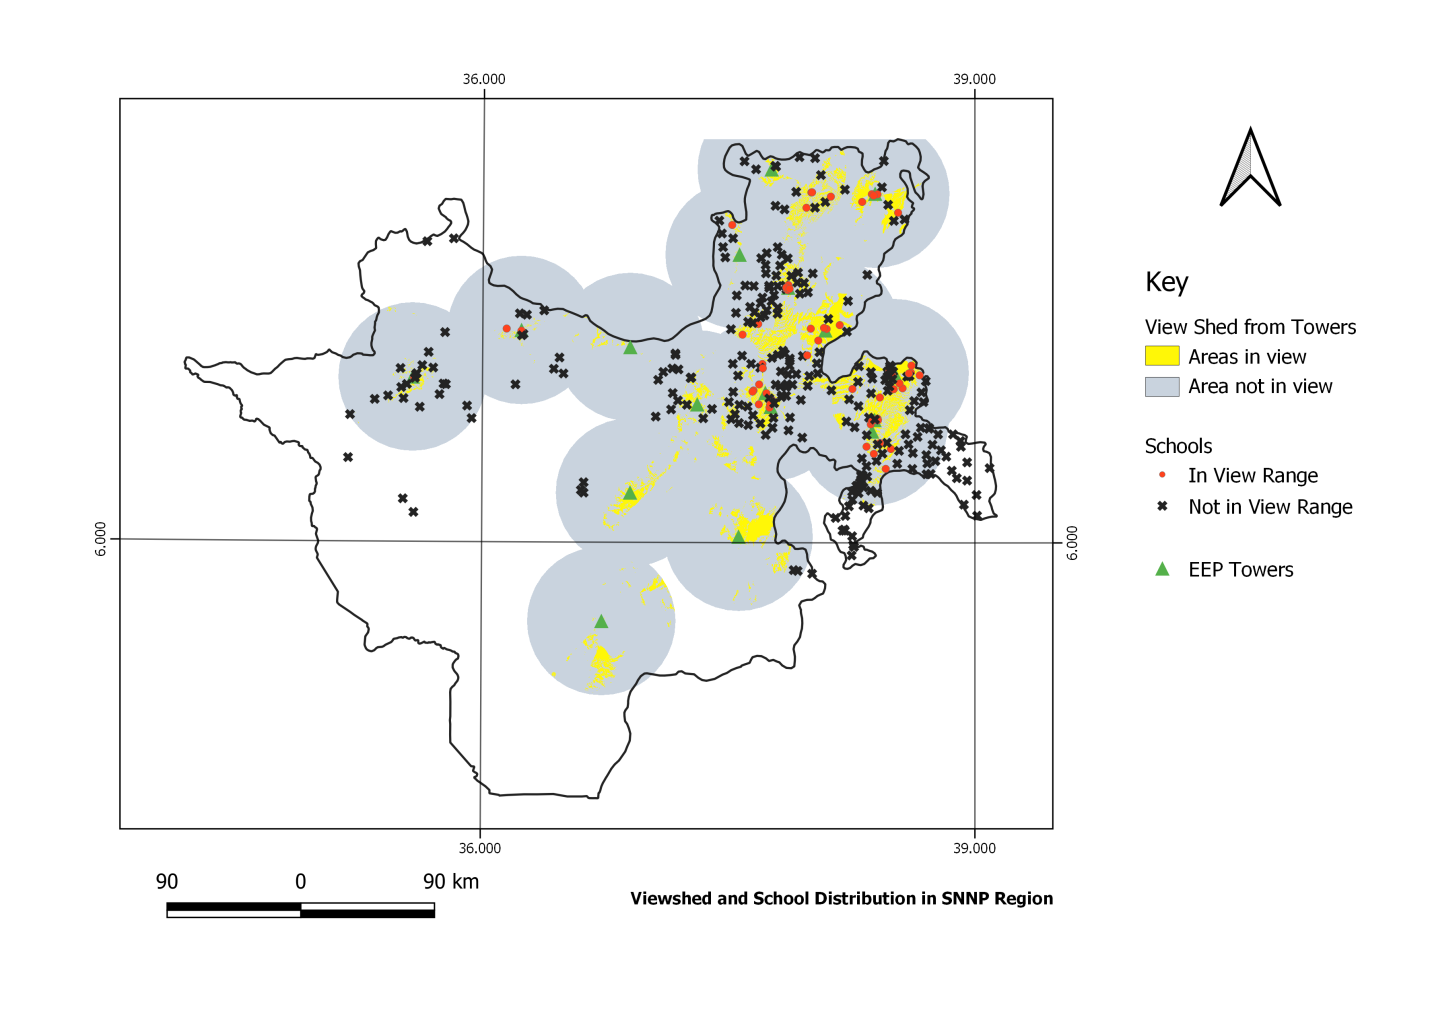 36.000
39.000
Key
View Shed from Towers
Areas in view
Area not in view
Schools
In View Range
Not in View Range
EEP Towers
6.000
6.000
36.000
39.000
90 0 90 km
Viewshed and School Distribution in SNNP Region